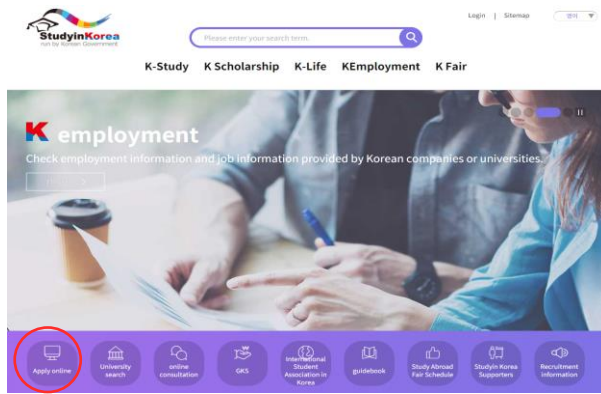 Login | Sitemap
영어 ▼
StudyinKorea
run by Korean Government
Please enter your search term.
K-Study K Scholarship K-Life KEmployment K Fair
K employment
Check employment information and job information provided by Korean companies or universities.
Apply online
University
search
online
consultation
GKS
International
Student
Association in
Korea
guidebook
Study Abroad
Fair Schedule
Studyin Korea
Supporters
Recruitment
information